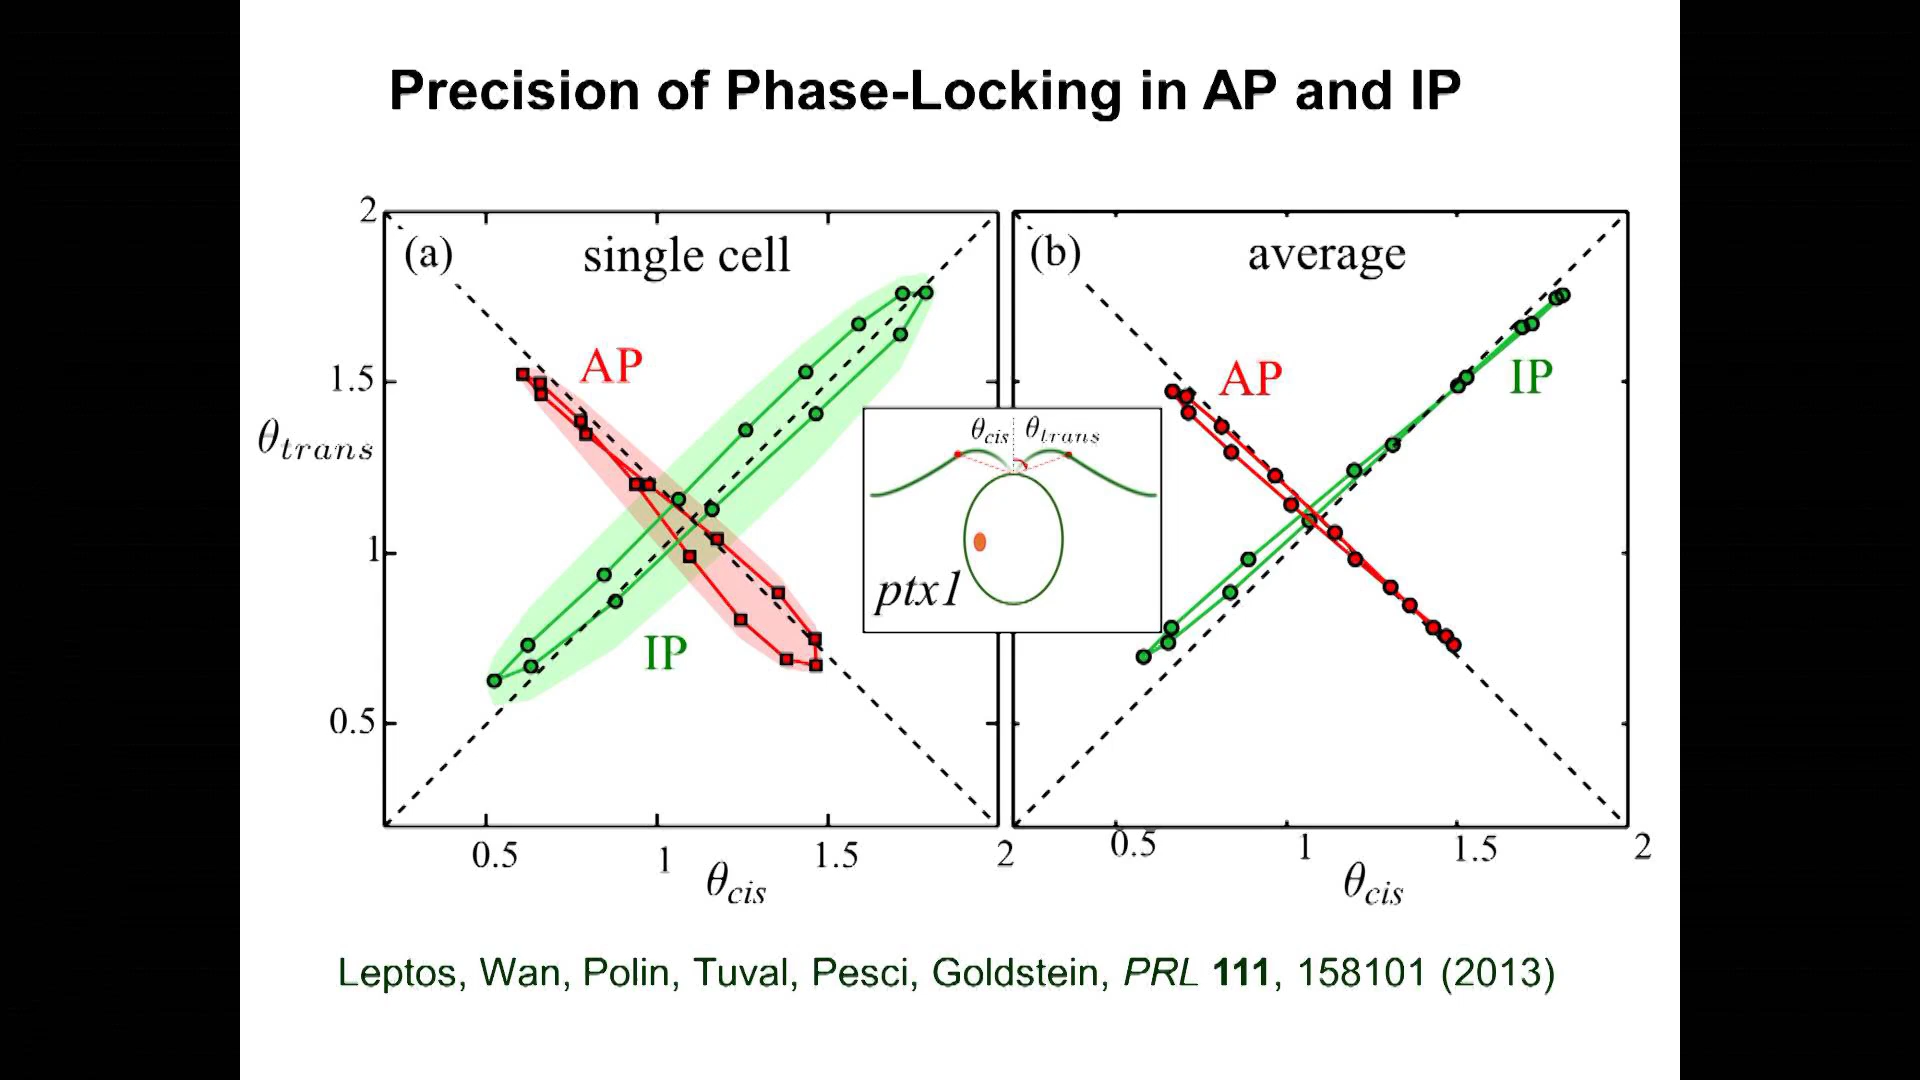 Precision of Phase-Locking in AP and IP
(a) single cell
(b) average
2
1.5
1
0.5
θtrans
AP
IP
AP
IP
θcis θtrans
ptx1
0.5 1 1.5 2
θcis
0.5 1 1.5 2
θcis
Leptos, Wan, Polin, Tuval, Pesci, Goldstein, PRL 111, 158101 (2013)